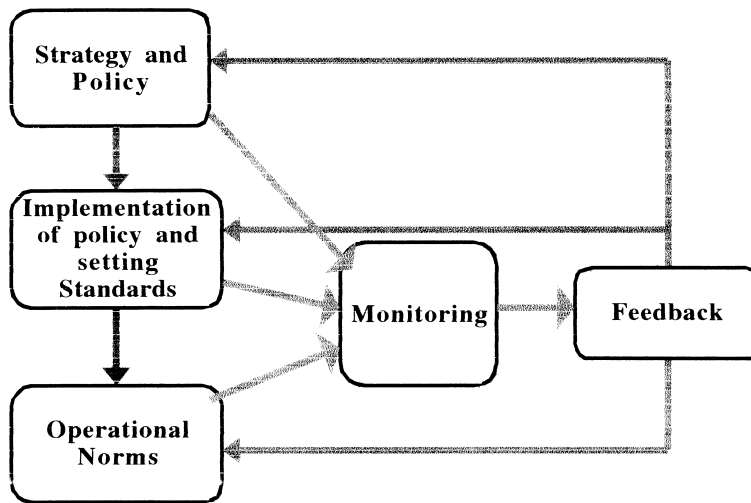 Strategy and
Policy
Implementation
of policy and
setting
Standards
Monitoring
Feedback
Operational
Norms